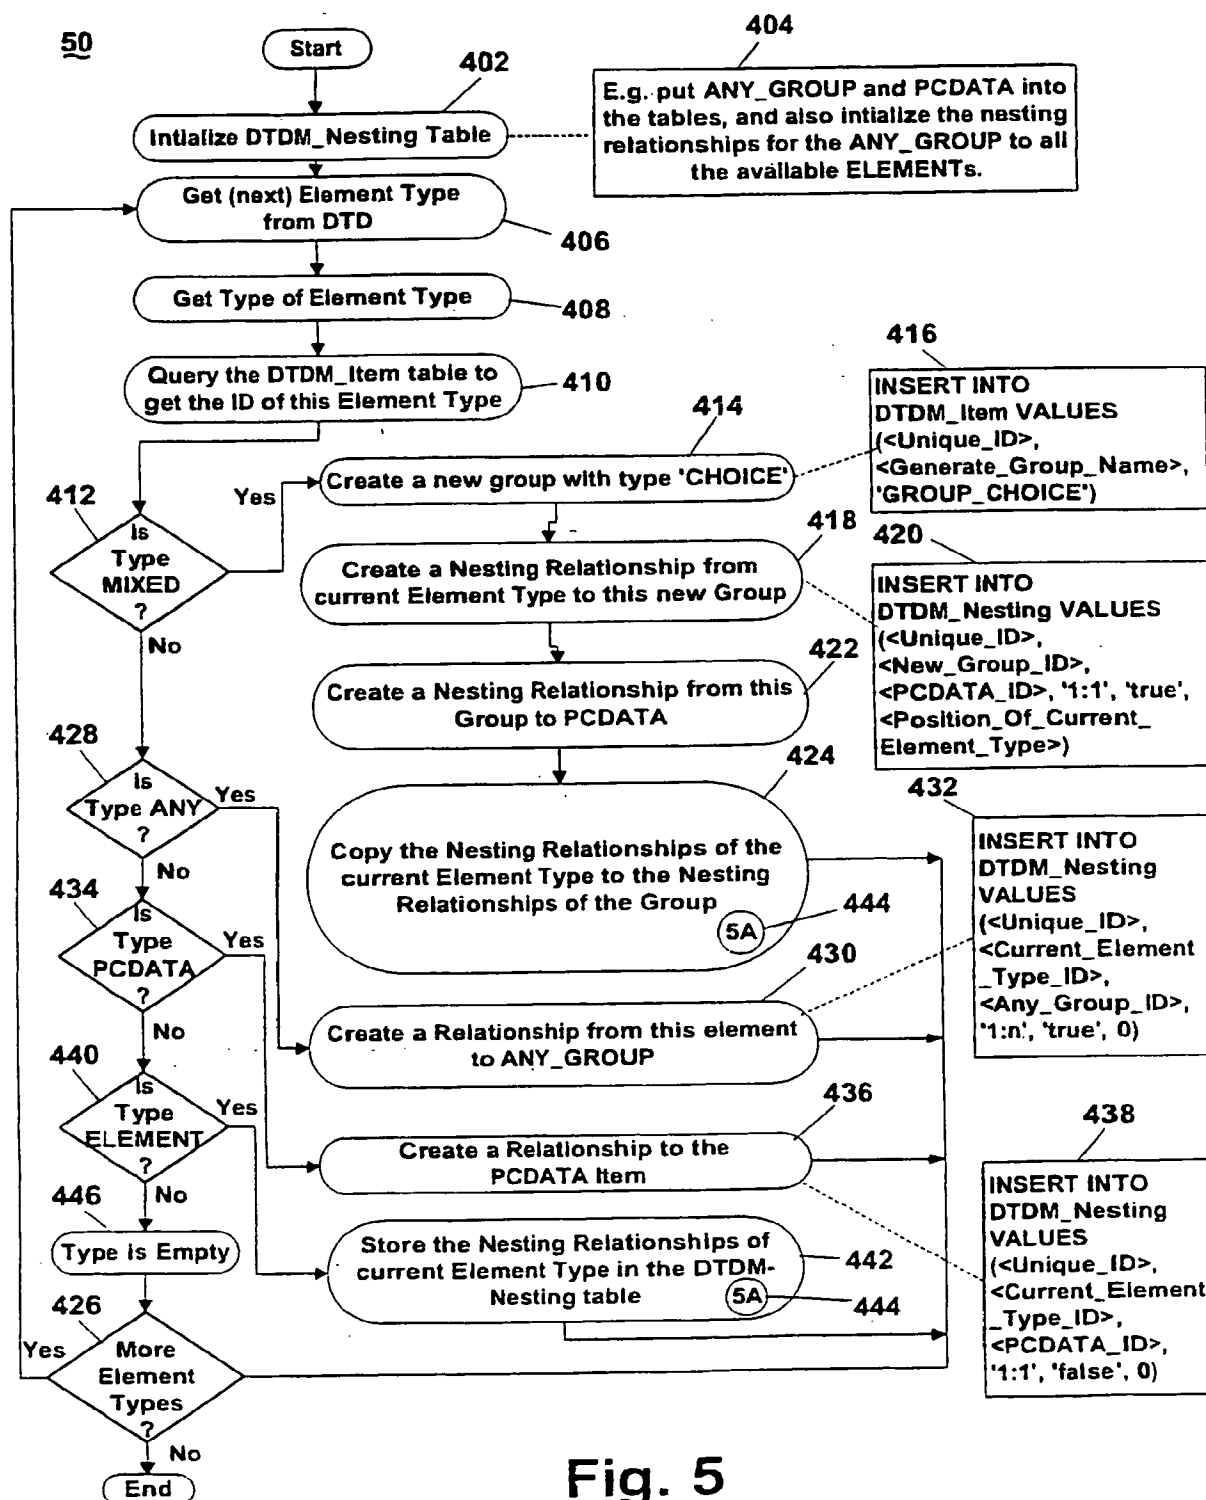 50
Start
402
404
Intialize DTDM_Nesting Table
E.g. put ANY_GROUP and PCDATA into
the tables, and also intialize the nesting
relationships for the ANY_GROUP to all
the available ELEMENTs.
Get (next) Element Type
from DTD
406
Get Type of Element Type
408
Query the DTDM_Item table to
get the ID of this Element Type
410
416
INSERT INTO
DTDM_Item VALUES
(<Unique_ID>,
<Generate_Group_Name>,
'GROUP_CHOICE')
414
Create a new group with type 'CHOICE'
412
Yes
Is
Type
MIXED
?
No
418
Create a Nesting Relationship from
current Element Type to this new Group
420
INSERT INTO
DTDM_Nesting VALUES
(<Unique_ID>,
<New_Group_ID>,
<PCDATA_ID>, '1:1', 'true',
<Position_Of_Current_
Element_Type>)
422
Create a Nesting Relationship from this
Group to PCDATA
428
Is
Type ANY
?
Yes
No
424
Copy the Nesting Relationships of the
current Element Type to the Nesting
Relationships of the Group
5A
444
432
INSERT INTO
DTDM_Nesting
VALUES
(<Unique_ID>,
<Current_Element
_Type_ID>,
<Any_Group_ID>,
'1:n', 'true', 0)
434
Is
Type
PCDATA
?
Yes
No
430
Create a Relationship from this element
to ANY_GROUP
440
Is
Type
ELEMENT
?
Yes
No
436
Create a Relationship to the
PCDATA Item
438
INSERT INTO
DTDM_Nesting
VALUES
(<Unique_ID>,
<Current_Element
_Type_ID>,
<PCDATA_ID>,
'1:1', 'false', 0)
446
Type is Empty
Store the Nesting Relationships of
current Element Type in the DTDM-
Nesting table
5A
442
444
426
Yes
More
Element
Types
?
No
End
Fig. 5